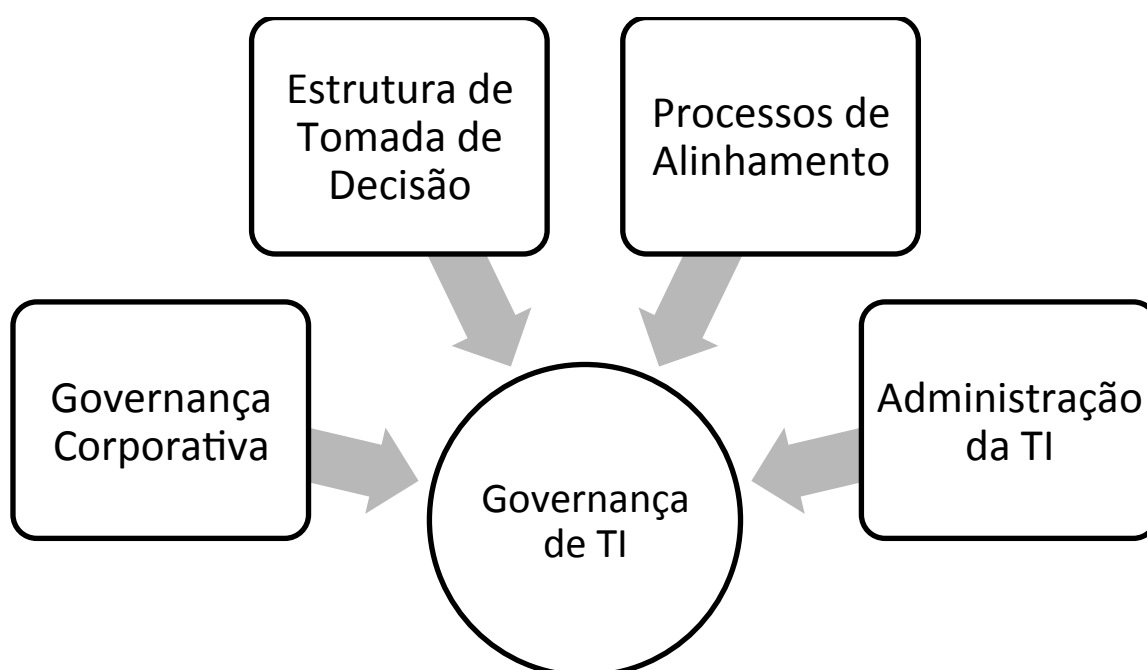 Estrutura de
Tomada de
Decisão
Processos de
Alinhamento
Governança
Corporativa
Administração
da TI
Governança
de TI